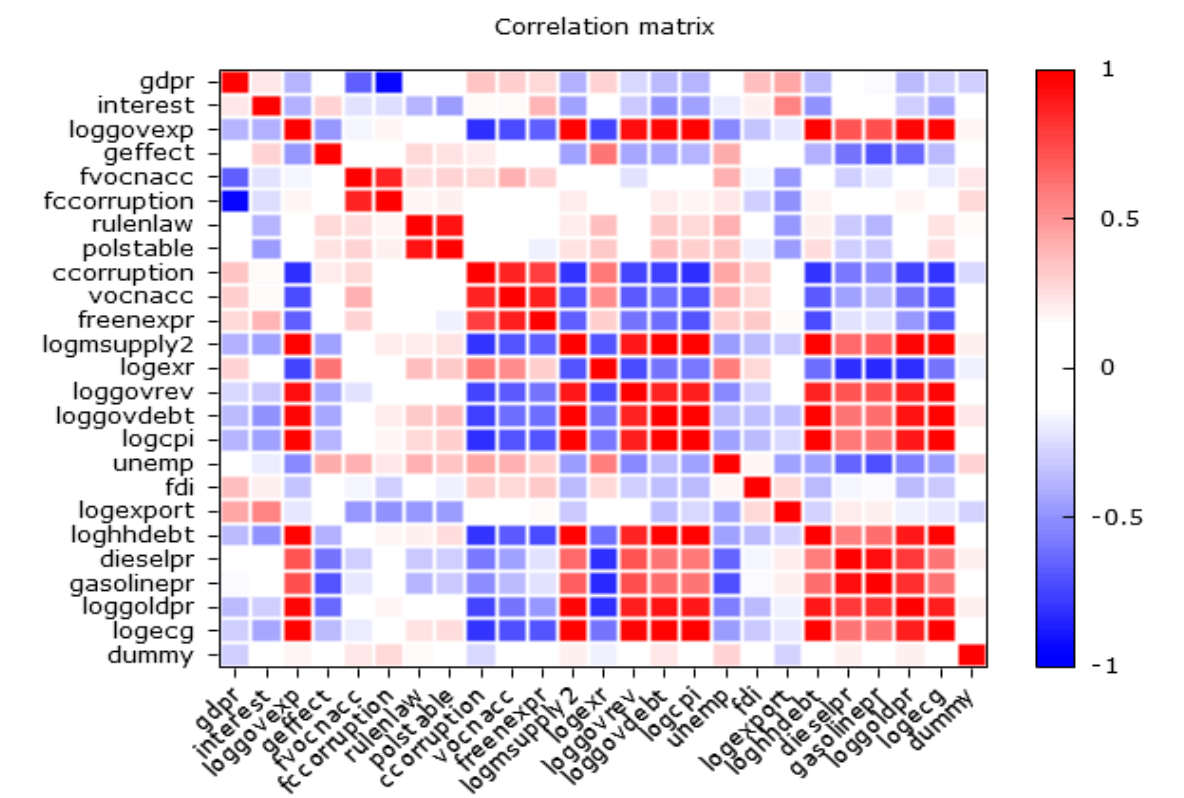 Correlation matrix
gdpr
interest
loggovexp
geffect
fvocnacc
fccorruption
rulenlaw
polstable
ccorruption
vocnacc
freenexpr
logmsupply2
logexr
loggovrev
loggovdebt
logcpi
unemp
fdi
logexport
loghhdebt
dieselpr
gasolinepr
loggoldpr
logecg
dummy
1
0.5
0
-0.5
-1
gdpr
interest
loggovexp
geffect
fvocnacc
fccorruption
rulenlaw
polstable
ccorruption
vocnacc
freenexpr
logmsupply2
logexr
loggovrev
loggovdebt
logcpi
unemp
fdi
logexport
loghhdebt
dieselpr
gasolinepr
loggoldpr
logecg
dummy